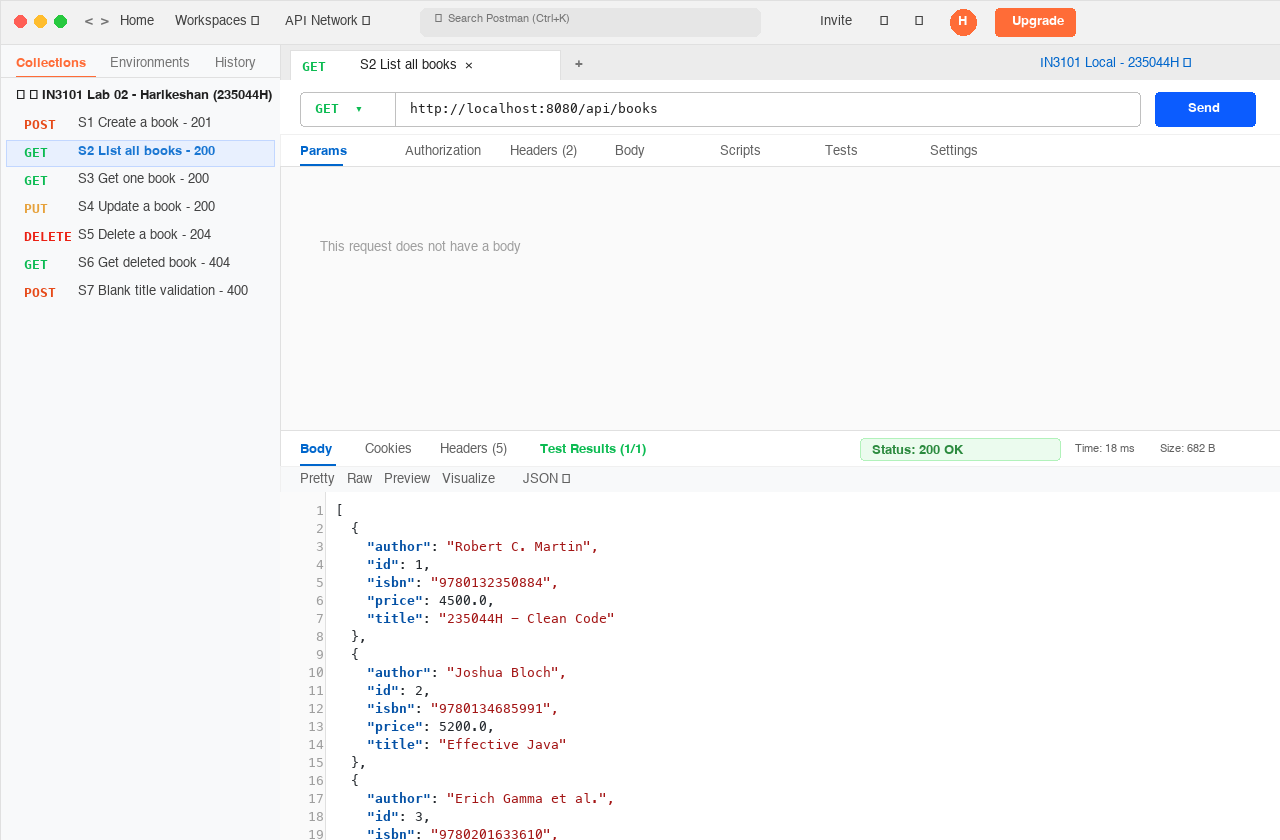 < > Home Workspaces API Network Search Postman (Ctrl+K) Invite H Upgrade
Collections Environments History
GET S2 List all books × +
IN3101 Local - 235044H
IN3101 Lab 02 - Harikeshan (235044H)
POST S1 Create a book - 201
GET S2 List all books - 200
GET S3 Get one book - 200
PUT S4 Update a book - 200
DELETE S5 Delete a book - 204
GET S6 Get deleted book - 404
POST S7 Blank title validation - 400
GET ▾ http://localhost:8080/api/books Send
Params Authorization Headers (2) Body Scripts Tests Settings
This request does not have a body
Body Cookies Headers (5) Test Results (1/1) Status: 200 OK Time: 18 ms Size: 682 B
Pretty Raw Preview Visualize JSON
1 [
2 {
3 "author": "Robert C. Martin",
4 "id": 1,
5 "isbn": "9780132350884",
6 "price": 4500.0,
7 "title": "235044H – Clean Code"
8 },
9 {
10 "author": "Joshua Bloch",
11 "id": 2,
12 "isbn": "9780134685991",
13 "price": 5200.0,
14 "title": "Effective Java"
15 },
16 {
17 "author": "Erich Gamma et al.",
18 "id": 3,
19 "isbn": "9780201633610",